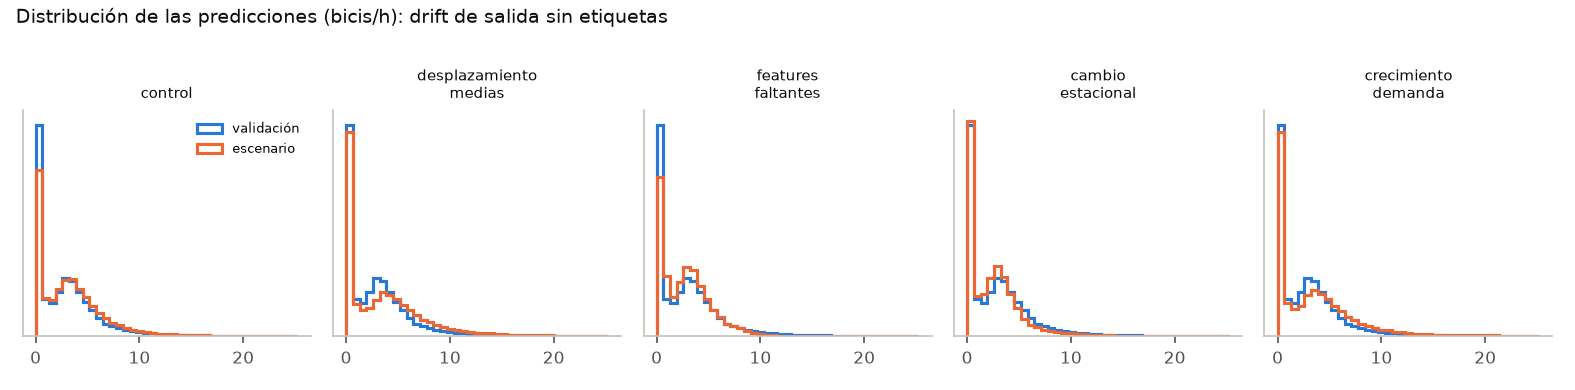 Distribución de las predicciones (bicis/h): drift de salida sin etiquetas
control
validación
escenario
0 10 20
desplazamiento
medias
0 10 20
features
faltantes
0 10 20
cambio
estacional
0 10 20
crecimiento
demanda
0 10 20